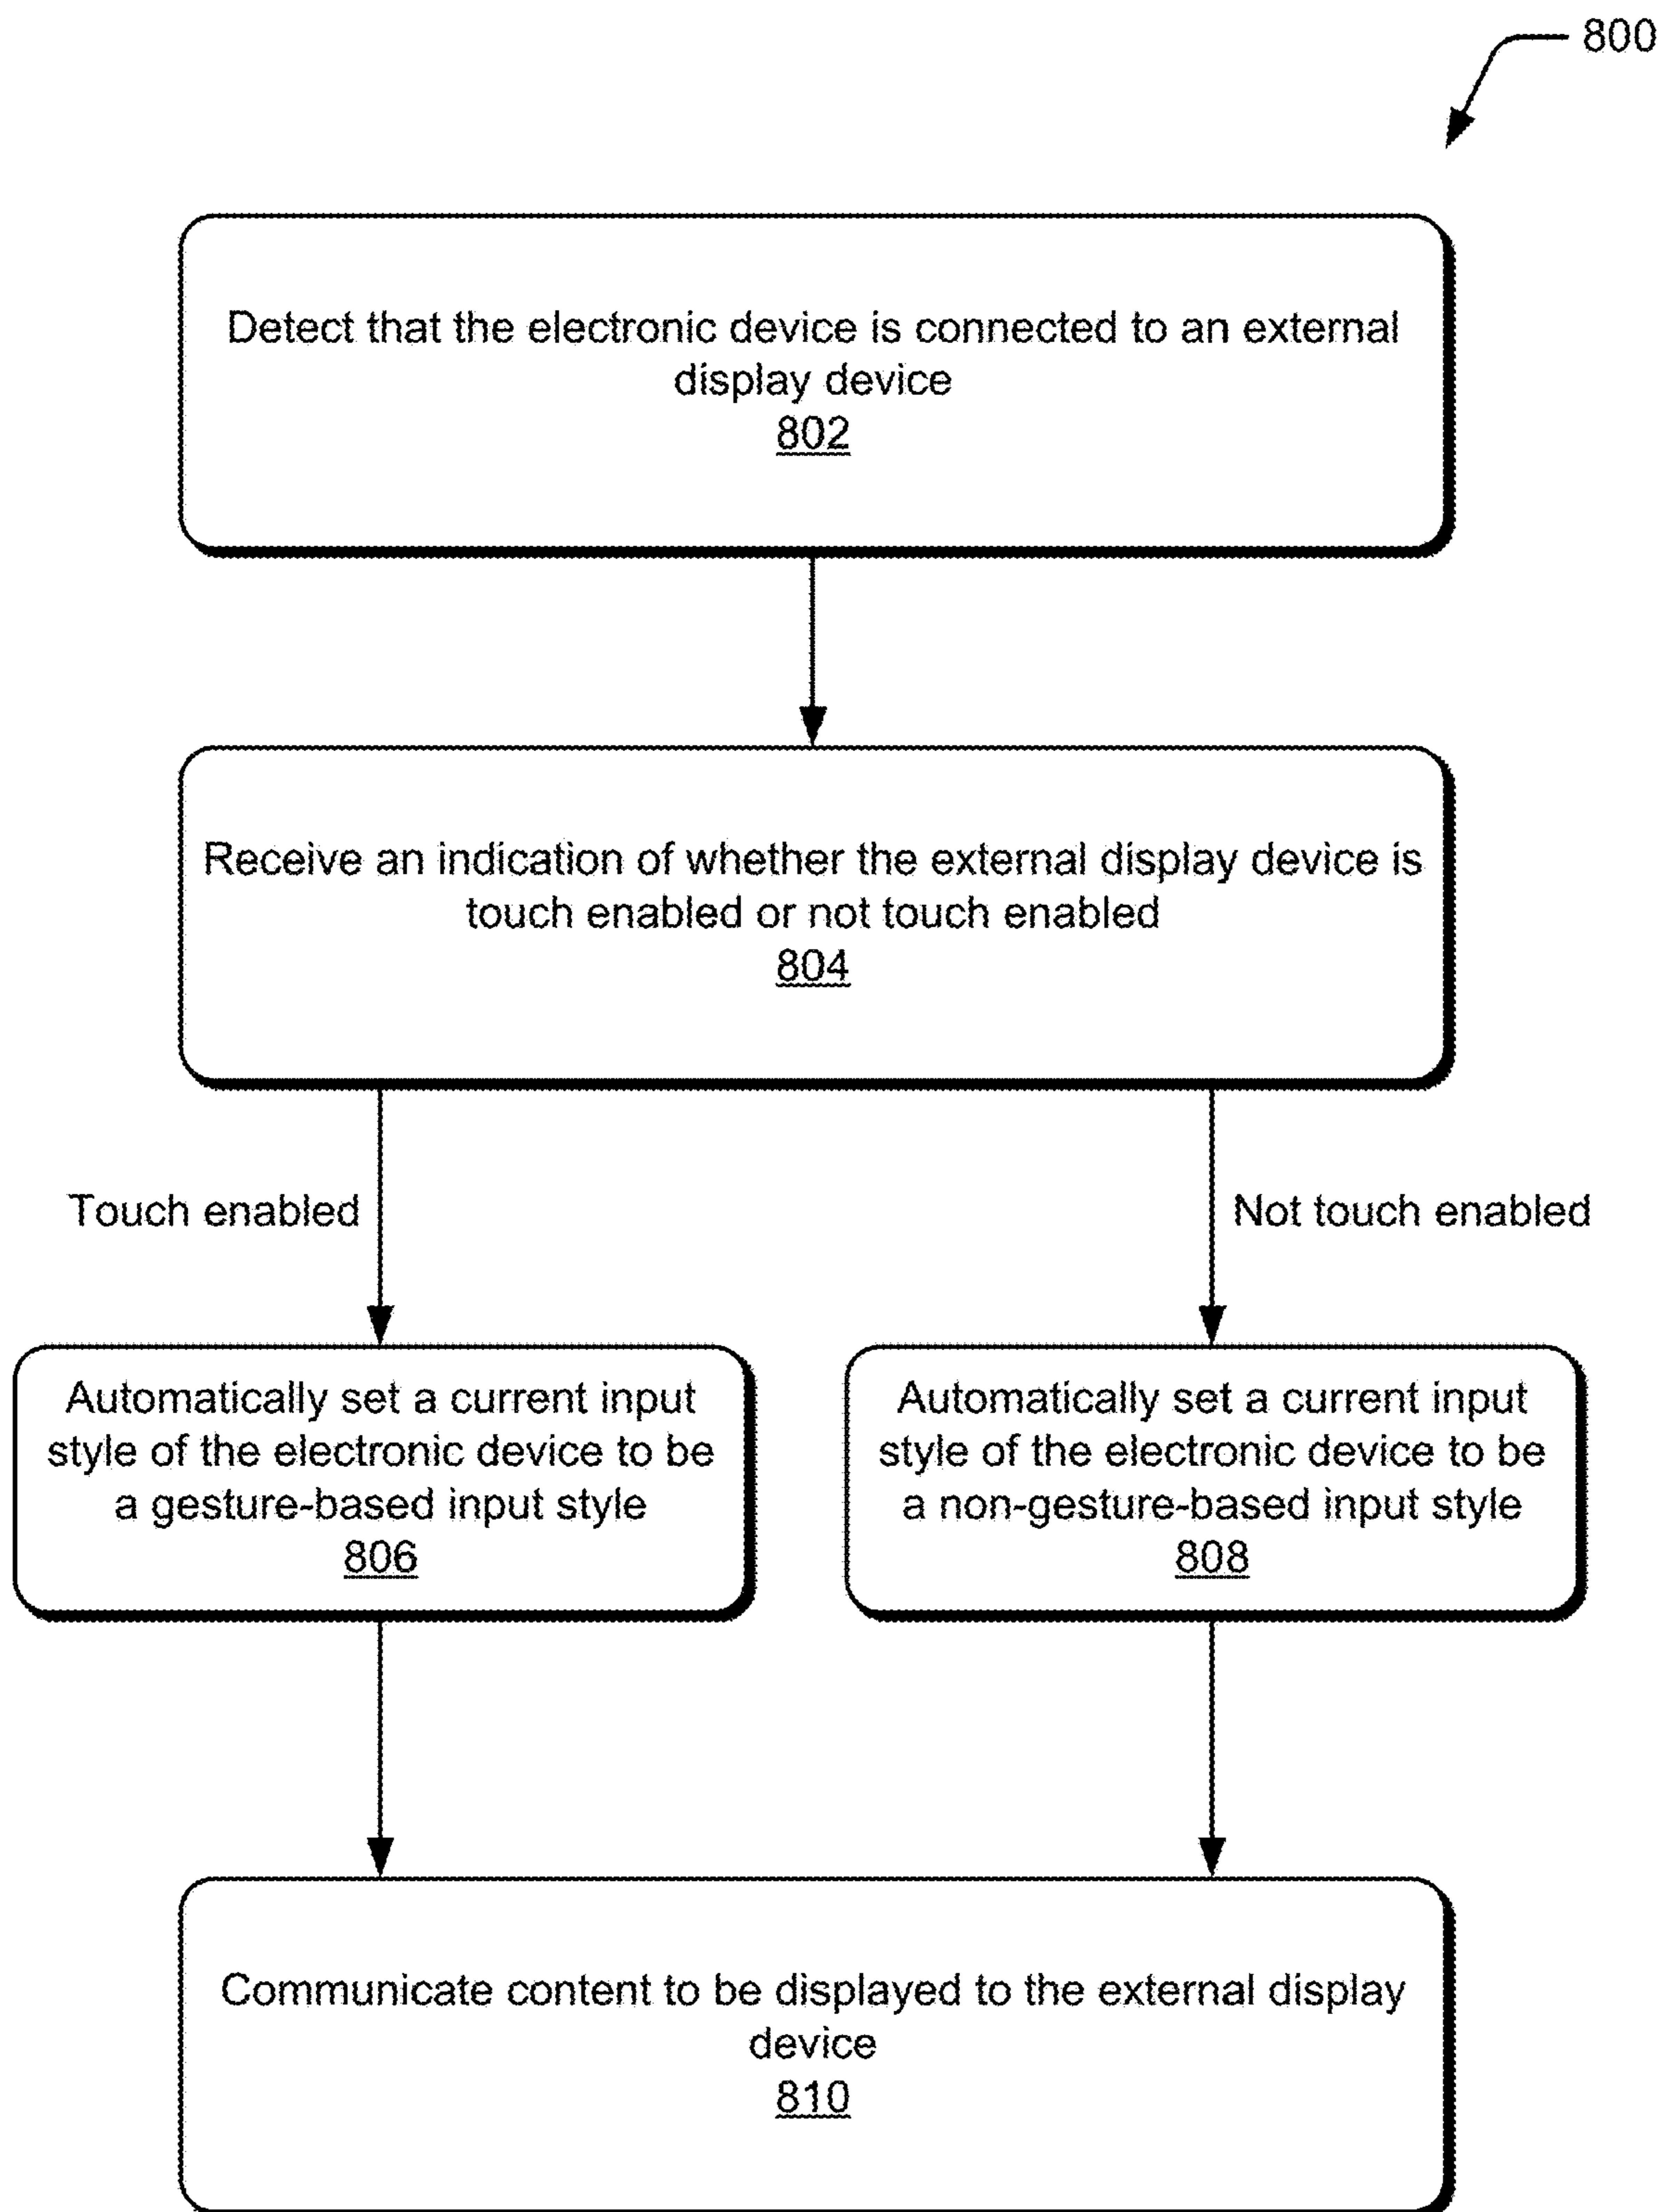 800
Detect that the electronic device is connected to an external
display device
802
Receive an indication of whether the external display device is
touch enabled or not touch enabled
804
Touch enabled
Not touch enabled
Automatically set a current input
style of the electronic device to be
a gesture-based input style
806
Automatically set a current input
style of the electronic device to be
a non-gesture-based input style
808
Communicate content to be displayed to the external display
device
810